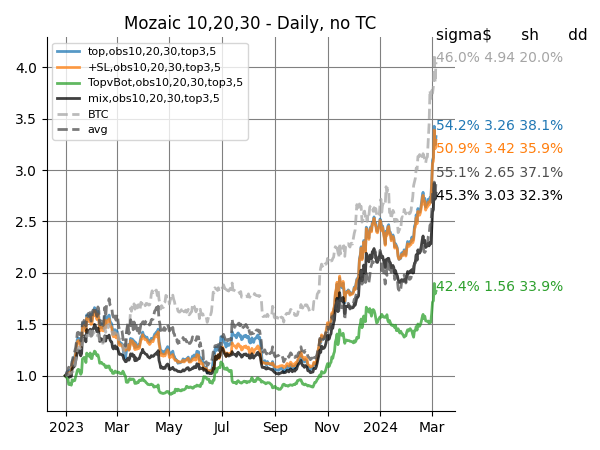 Mozaic 10,20,30 - Daily, no TC
sigma$ sh dd
top,obs10,20,30,top3,5
+SL,obs10,20,30,top3,5
TopvBot,obs10,20,30,top3,5
mix,obs10,20,30,top3,5
BTC
avg
46.0% 4.94 20.0%
54.2% 3.26 38.1%
50.9% 3.42 35.9%
55.1% 2.65 37.1%
45.3% 3.03 32.3%
42.4% 1.56 33.9%
4.0
3.5
3.0
2.5
2.0
1.5
1.0
2023 Mar May Jul Sep Nov 2024 Mar